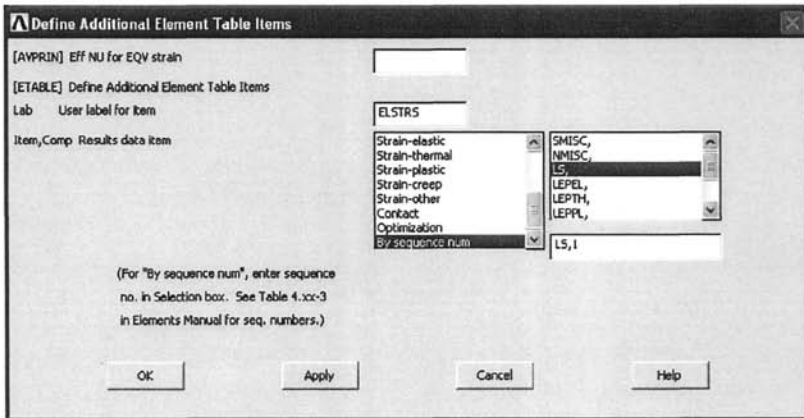 Define Additional Element Table Items
[AVPRIN] Eff NU for EQV strain
[ETABLE] Define Additional Element Table Items
Lab User label for item
ELSTRS
Item,Comp Results data item
Strain-elastic
Strain-thermal
Strain-plastic
Strain-creep
Strain-other
Contact
Optimization
By sequence num
SMISC,
NMISC,
LS,
LEPEL,
LEPTH,
LEPPL,
LS,1
(For "By sequence num", enter sequence
no. in Selection box. See Table 4.xx-3
in Elements Manual for seq. numbers.)
OK
Apply
Cancel
Help